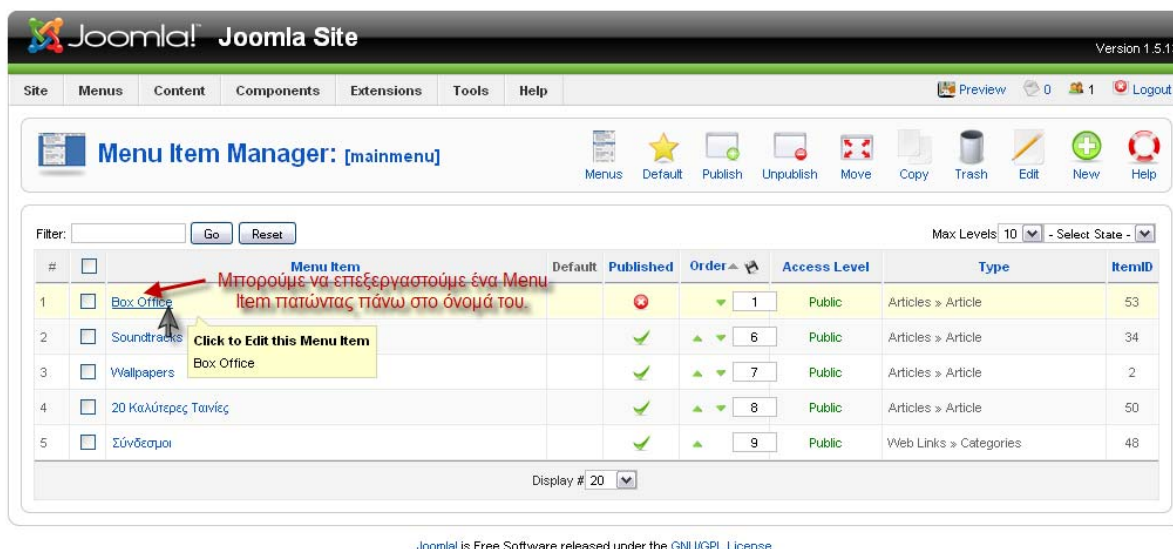 Joomla! Joomla Site
Version 1.5.1
Site Menus Content Components Extensions Tools Help Preview 0 1 Logout
Menu Item Manager: [mainmenu]
Menus Default Publish Unpublish Move Copy Trash Edit New Help
Filter: Go Reset Max Levels 10 - Select State -
# Menu Item Default Published Order Access Level Type ItemID
Μπορούμε να επεξεργαστούμε ένα Menu
Item πατώντας πάνω στο όνομά του.
1 Box Office 1 Public Articles » Article 53
Click to Edit this Menu Item
Box Office
2 Soundtracks 6 Public Articles » Article 34
3 Wallpapers 7 Public Articles » Article 2
4 20 Καλύτερες Ταινίες 8 Public Articles » Article 50
5 Σύνδεσμοι 9 Public Web Links » Categories 48
Display # 20
Joomla! is Free Software released under the GNU/GPL License.